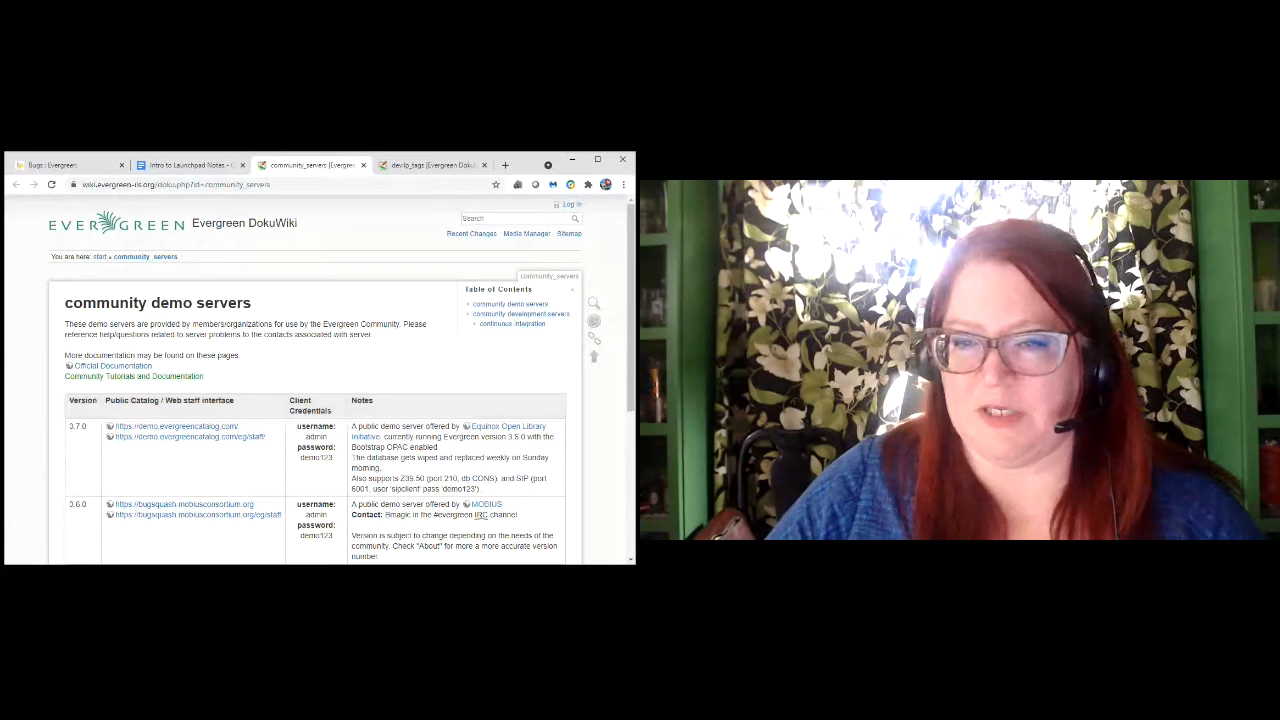 Bugs : Evergreen
Intro to Launchpad Notes - G
community_servers [Evergree
dev:lp_tags [Evergreen DokuW
wiki.evergreen-ils.org/doku.php?id=community_servers
Log In
EVERGREEN
Evergreen DokuWiki
Search
Recent Changes Media Manager Sitemap
You are here: start » community_servers
community_servers
Table of Contents
community demo servers
community development servers
continuous integration
community demo servers
These demo servers are provided by members/organizations for use by the Evergreen Community. Please
reference help/questions related to server problems to the contacts associated with server.
More documentation may be found on these pages:
Official Documentation
Community Tutorials and Documentation
Version Public Catalog / Web staff interface Client Credentials Notes
3.7.0
https://demo.evergreencatalog.com/
https://demo.evergreencatalog.com/eg/staff/
username:
admin
password:
demo123
A public demo server offered by Equinox Open Library
Initiative, currently running Evergreen version 3.6.0 with the
Bootstrap OPAC enabled
The database gets wiped and replaced weekly on Sunday
morning.
Also supports Z39.50 (port 210, db CONS), and SIP (port
6001, user 'sipclient' pass 'demo123')
3.6.0
https://bugsquash.mobiusconsortium.org
https://bugsquash.mobiusconsortium.org/eg/staff
username:
admin
password:
demo123
A public demo server offered by MOBIUS
Contact: Bmagic in the #evergreen IRC channel
Version is subject to change depending on the needs of the
community. Check "About" for more a more accurate version
number.